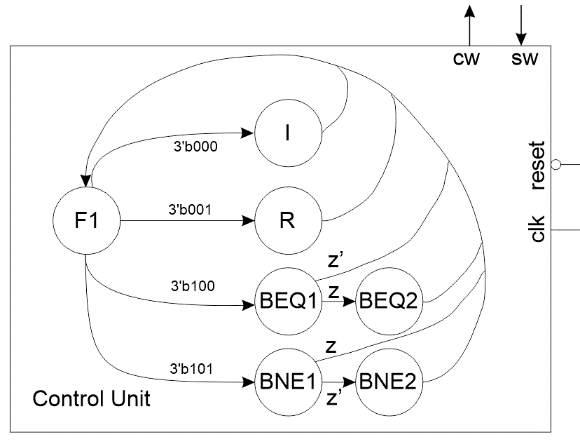 cw sw
I
3'b000
reset
R
3'b001
F1
clk
z'
3'b100
z
BEQ1
BEQ2
z
3'b101
BNE1
BNE2
z'
Control Unit